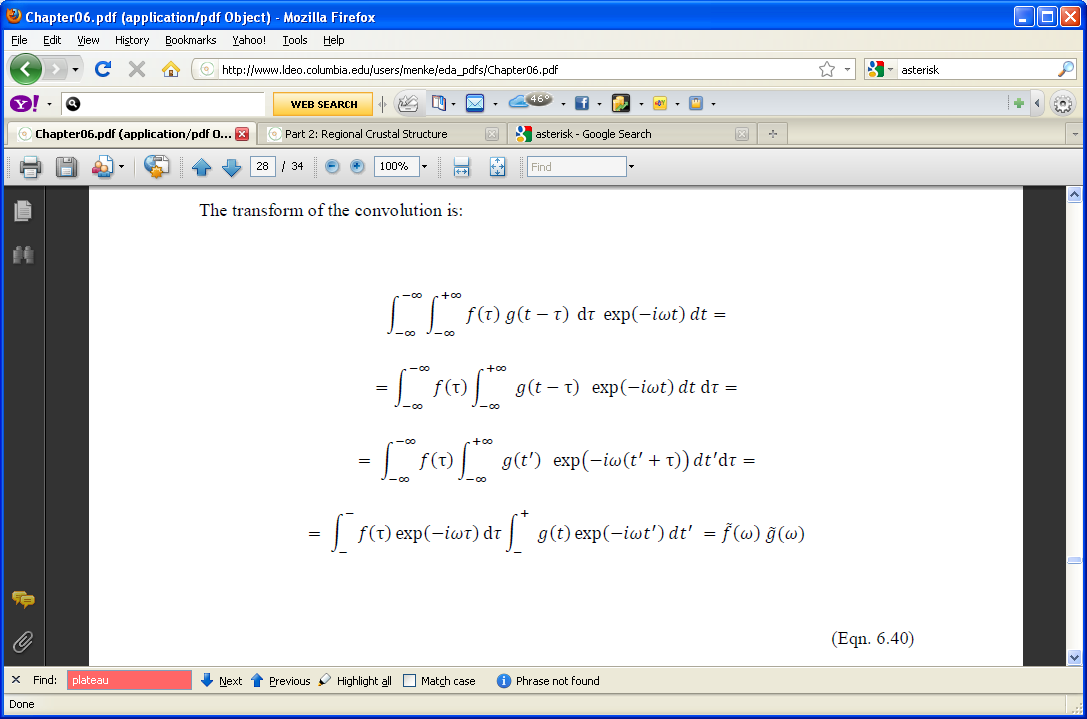 Chapter06.pdf (application/pdf Object) - Mozilla Firefox
File Edit View History Bookmarks Yahoo! Tools Help
http://www.ldeo.columbia.edu/users/menke/eda_pdfs/Chapter06.pdf asterisk
Y! WEB SEARCH 46°
Chapter06.pdf (application/pdf O... Part 2: Regional Crustal Structure asterisk - Google Search
28 / 34 100% Find
The transform of the convolution is:
∫_{−∞}^{−∞} ∫_{−∞}^{+∞} f(τ) g(t − τ) dτ exp(−iωt) dt =
= ∫_{−∞}^{−∞} f(τ) ∫_{−∞}^{+∞} g(t − τ) exp(−iωt) dt dτ =
= ∫_{−∞}^{−∞} f(τ) ∫_{−∞}^{+∞} g(t′) exp(−iω(t′ + τ)) dt′dτ =
= ∫_{−}^{−} f(τ) exp(−iωτ) dτ ∫_{−}^{+} g(t) exp(−iωt′) dt′ = f̃(ω) g̃(ω)
(Eqn. 6.40)
Find: plateau Next Previous Highlight all Match case Phrase not found
Done